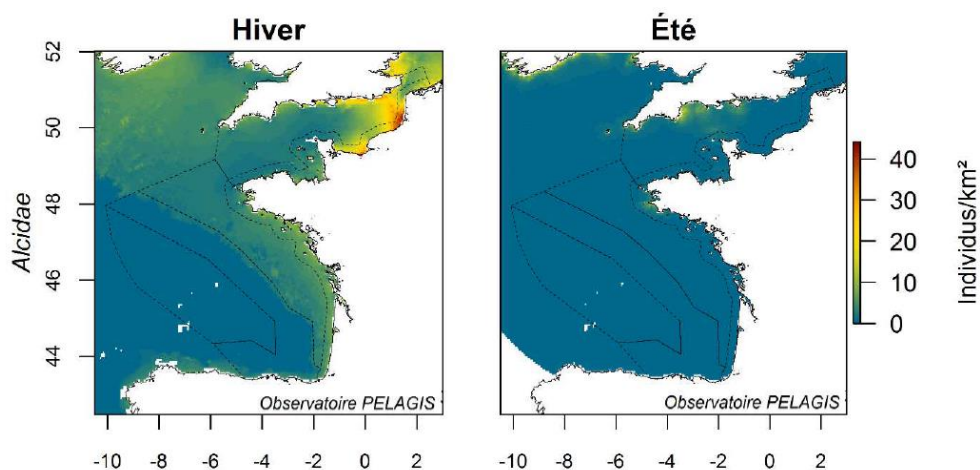 Hiver
Été
Alcidae
52
50
48
46
44
Observatoire PELAGIS
Observatoire PELAGIS
-10 -8 -6 -4 -2 0 2
-10 -8 -6 -4 -2 0 2
40
30
20
10
0
Individus/km²